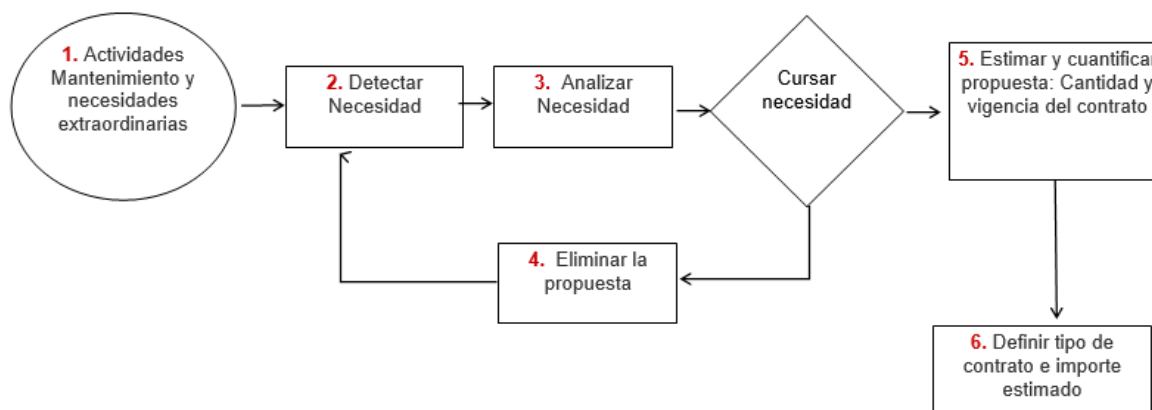 1. Actividades
Mantenimiento y
necesidades
extraordinarias
2. Detectar
Necesidad
3. Analizar
Necesidad
Cursar
necesidad
5. Estimar y cuantificar
propuesta: Cantidad y
vigencia del contrato
4. Eliminar la
propuesta
6. Definir tipo de
contrato e importe
estimado